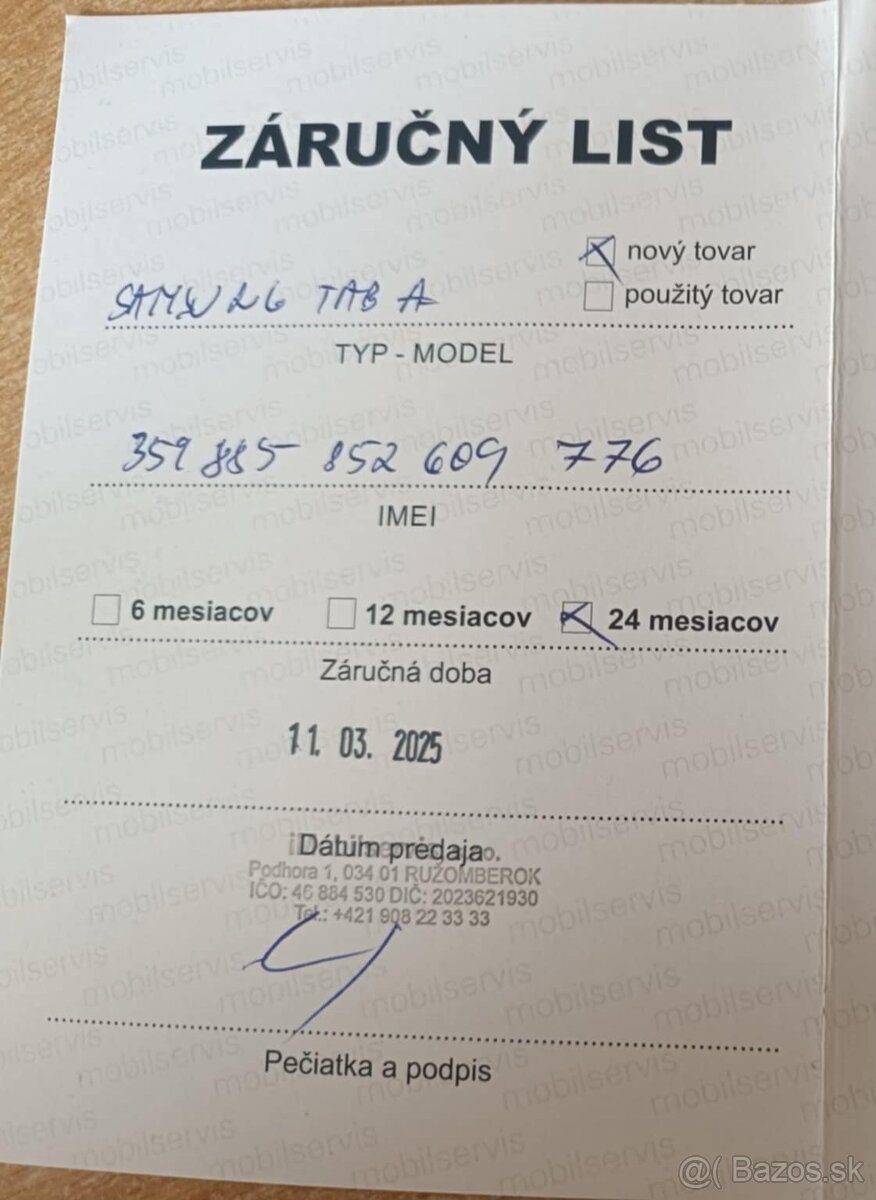 ZÁRUČNÝ LIST
nový tovar
SAMSUNG TAB A
použitý tovar
TYP - MODEL
359 885 852 609 776
IMEI
6 mesiacov 12 mesiacov 24 mesiacov
Záručná doba
11. 03. 2025
Dátum predaja
Podhora 1, 034 01 RUŽOMBEROK
IČO: 46 884 530 DIČ: 2023621930
Tel.: +421 908 22 33 33
Pečiatka a podpis
mobilservis
Bazos.sk